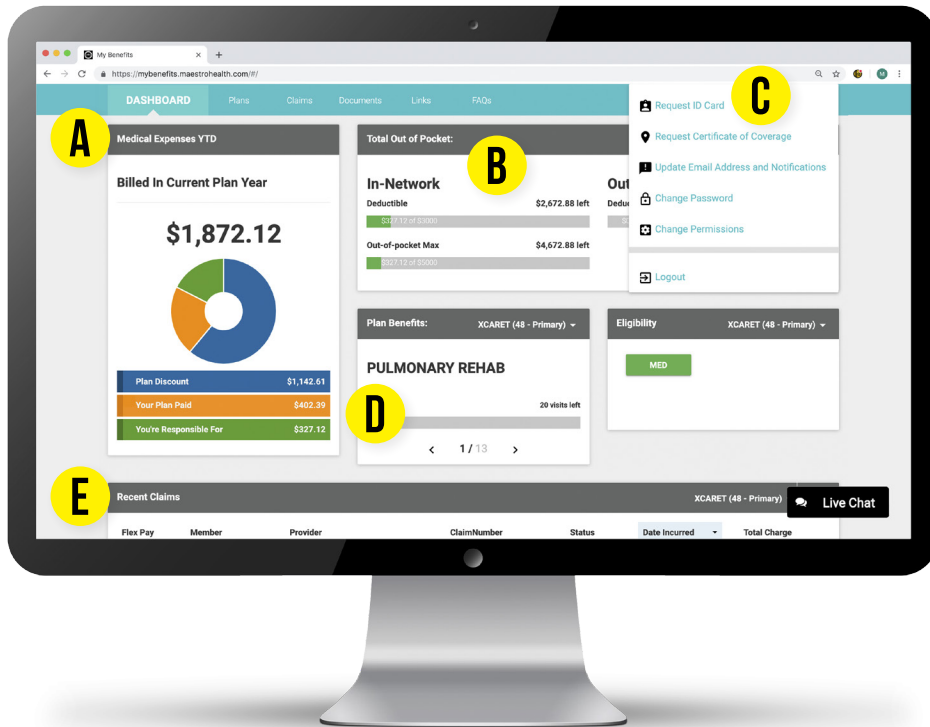 My Benefits
https://mybenefits.maestrohealth.com/#/
M
DASHBOARD Plans Claims Documents Links FAQs
A
Medical Expenses YTD
Billed In Current Plan Year
$1,872.12
Plan Discount $1,142.61
Your Plan Paid $402.39
You're Responsible For $327.12
B
Total Out of Pocket:
In-Network
Deductible $2,672.88 left
$327.12 of $3000
Out-of-pocket Max $4,672.88 left
$327.12 of $5000
Out
Dedu
C
Request ID Card
Request Certificate of Coverage
Update Email Address and Notifications
Change Password
Change Permissions
Logout
D
Plan Benefits: XCARET (48 - Primary)
PULMONARY REHAB
20 visits left
1 / 13
Eligibility XCARET (48 - Primary)
MED
E
Recent Claims XCARET (48 - Primary)
Live Chat
Flex Pay Member Provider ClaimNumber Status Date Incurred Total Charge